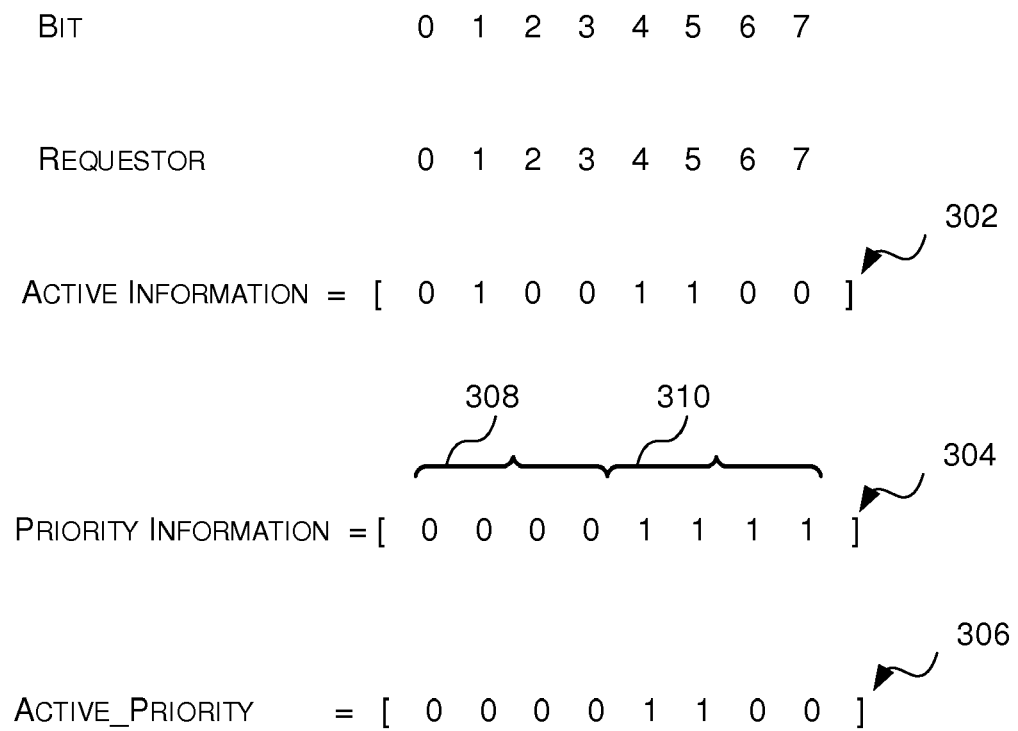 BIT 0 1 2 3 4 5 6 7
REQUESTOR 0 1 2 3 4 5 6 7
302
ACTIVE INFORMATION = [ 0 1 0 0 1 1 0 0 ]
308 310
304
PRIORITY INFORMATION = [ 0 0 0 0 1 1 1 1 ]
306
ACTIVE_PRIORITY = [ 0 0 0 0 1 1 0 0 ]